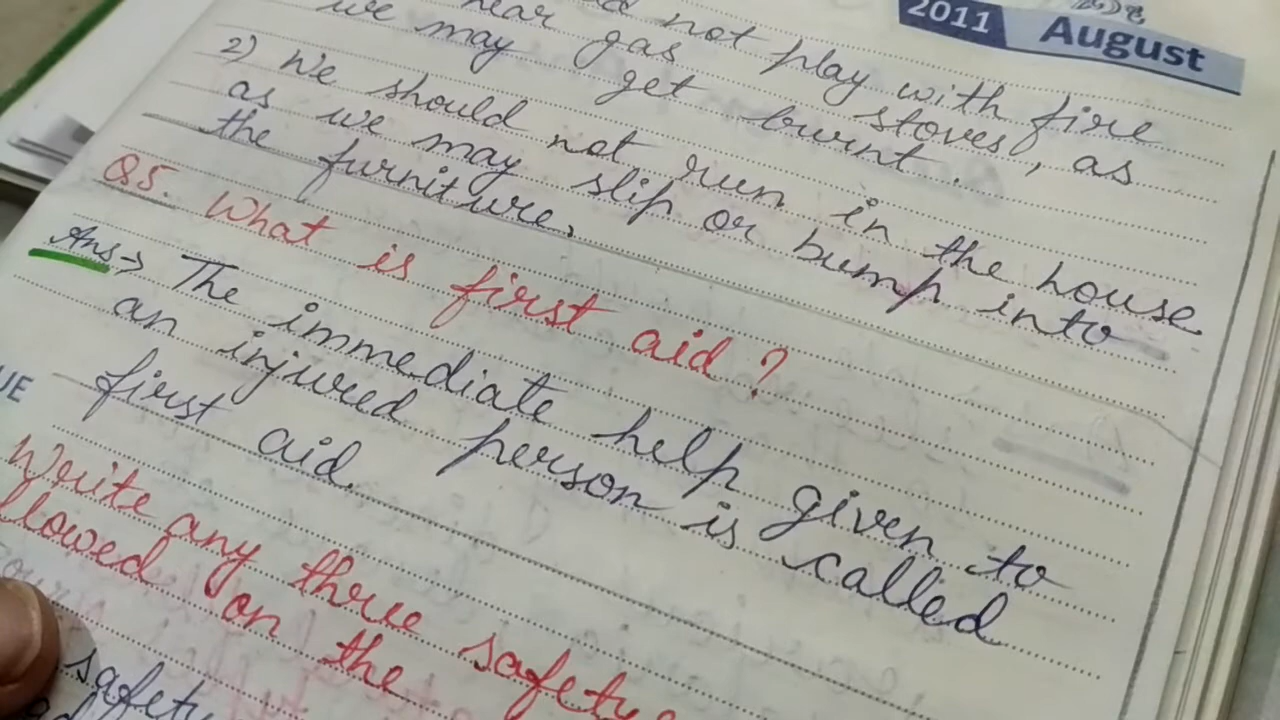 2011 August
not play with fire
near gas stoves, as
we may get burnt.
2) We should not run in the house
as we may slip or bump into
the furniture.
Q5. What is first aid?
Ans→ The immediate help given to
an injured person is called
first aid.
UE
Write any three safety
llowed on the
safety